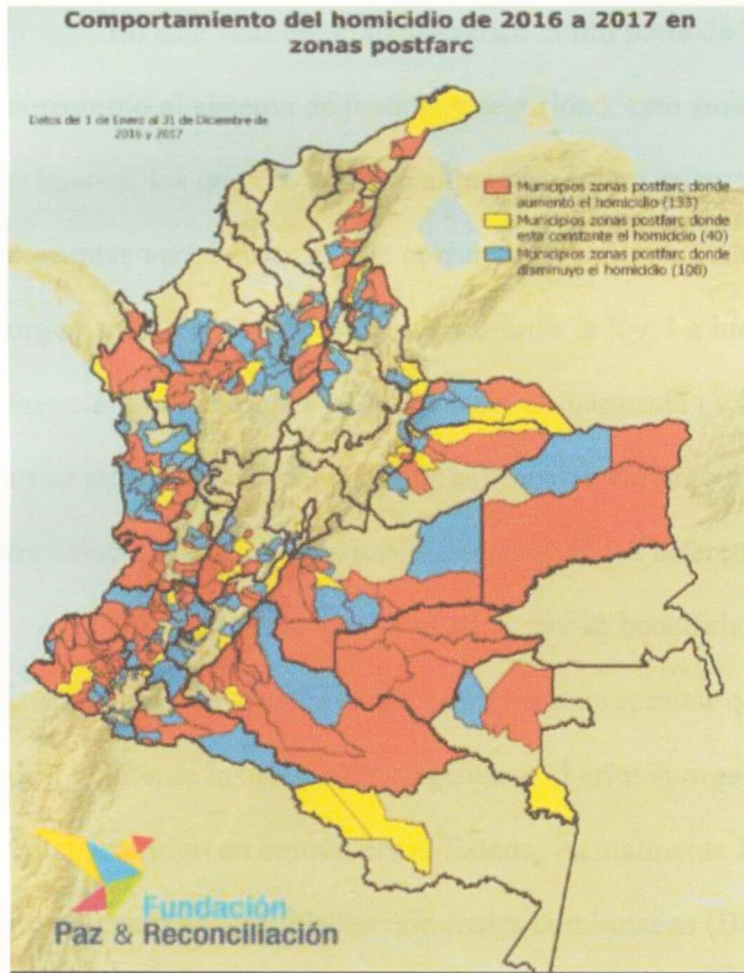 Comportamiento del homicidio de 2016 a 2017 en
zonas postfarc
Datos del 1 de Enero al 31 de Diciembre de
2016 y 2017
Municipios zonas postfarc donde
aumentó el homicidio (133)
Municipios zonas postfarc donde
esta constante el homicidio (40)
Municipios zonas postfarc donde
disminuyo el homicidio (108)
Fundación
Paz & Reconciliación